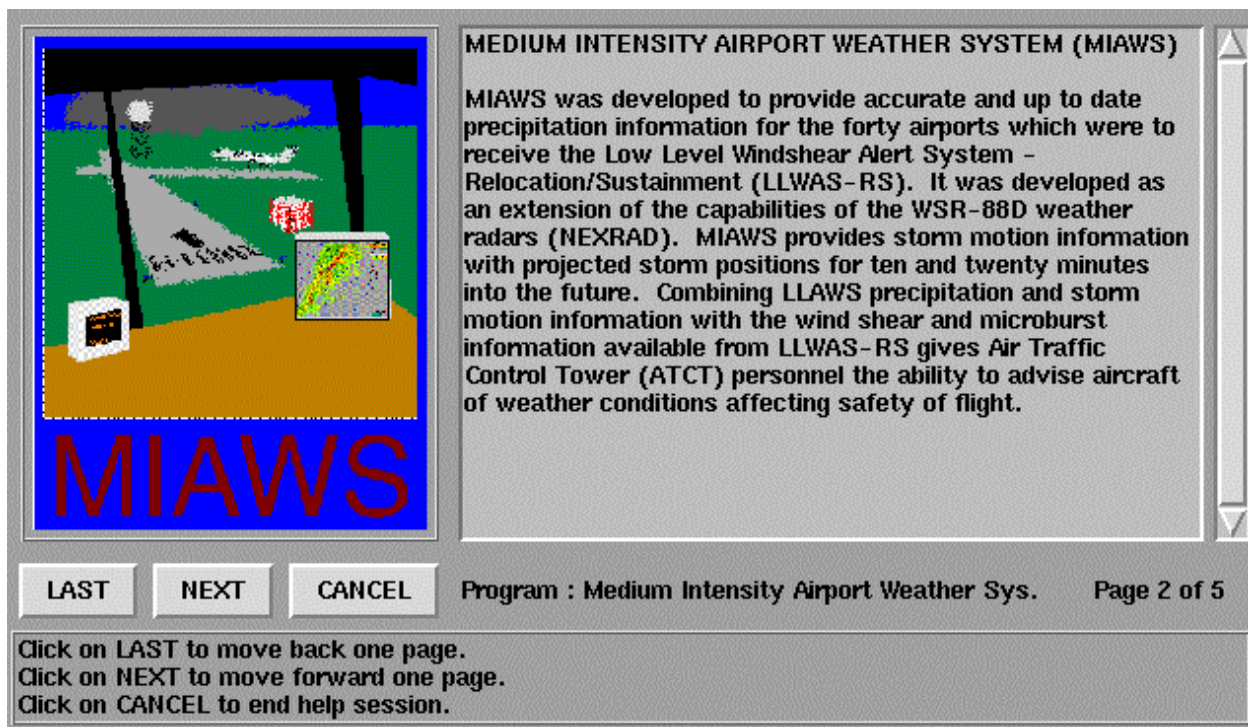 MEDIUM INTENSITY AIRPORT WEATHER SYSTEM (MIAWS)
MIAWS was developed to provide accurate and up to date
precipitation information for the forty airports which were to
receive the Low Level Windshear Alert System -
Relocation/Sustainment (LLWAS-RS).  It was developed as
an extension of the capabilities of the WSR-88D weather
radars (NEXRAD).  MIAWS provides storm motion information
with projected storm positions for ten and twenty minutes
into the future.  Combining LLAWS precipitation and storm
motion information with the wind shear and microburst
information available from LLWAS-RS gives Air Traffic
Control Tower (ATCT) personnel the ability to advise aircraft
of weather conditions affecting safety of flight.
MIAWS
LAST NEXT CANCEL Program : Medium Intensity Airport Weather Sys. Page 2 of 5
Click on LAST to move back one page.
Click on NEXT to move forward one page.
Click on CANCEL to end help session.